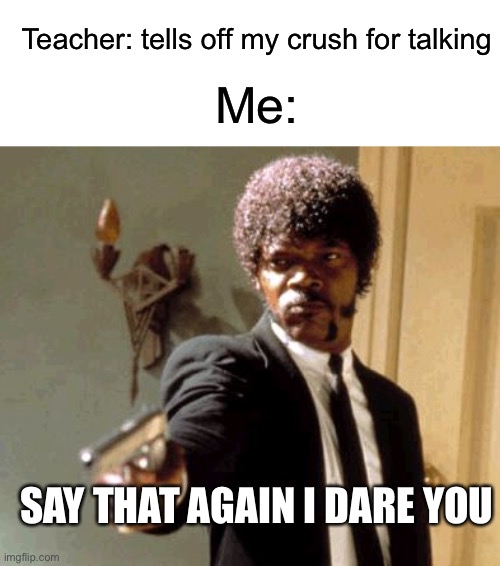 Teacher: tells off my crush for talking
Me:
SAY THAT AGAIN I DARE YOU
imgflip.com